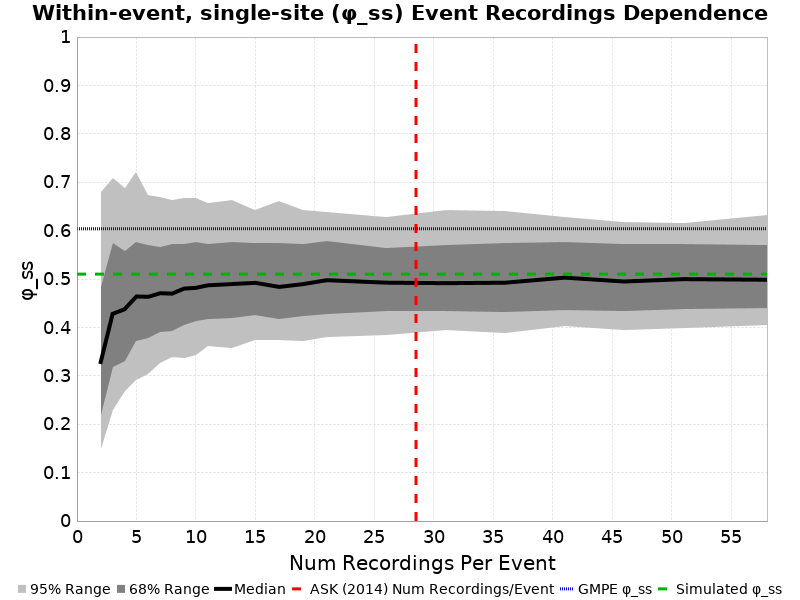 Within-event, single-site (φ_ss) Event Recordings Dependence
1
0.9
0.8
0.7
0.6
0.5
0.4
0.3
0.2
0.1
0
φ_ss
0 5 10 15 20 25 30 35 40 45 50 55
Num Recordings Per Event
95% Range 68% Range Median ASK (2014) Num Recordings/Event GMPE φ_ss Simulated φ_ss